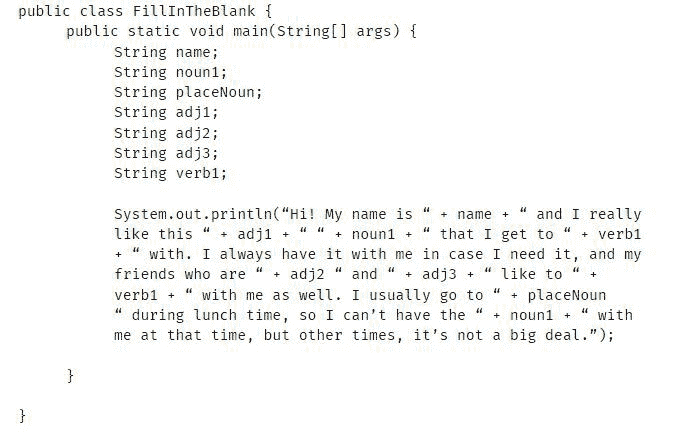 public class FillInTheBlank {
public static void main(String[] args) {
String name;
String noun1;
String placeNoun;
String adj1;
String adj2;
String adj3;
String verb1;
System.out.println(“Hi! My name is “ + name + “ and I really
like this “ + adj1 + “ “ + noun1 + “ that I get to “ + verb1
+ “ with. I always have it with me in case I need it, and my
friends who are “ + adj2 “ and “ + adj3 + “ like to “ +
verb1 + “ with me as well. I usually go to “ + placeNoun
“ during lunch time, so I can’t have the “ + noun1 + “ with
me at that time, but other times, it’s not a big deal.”);
}
}